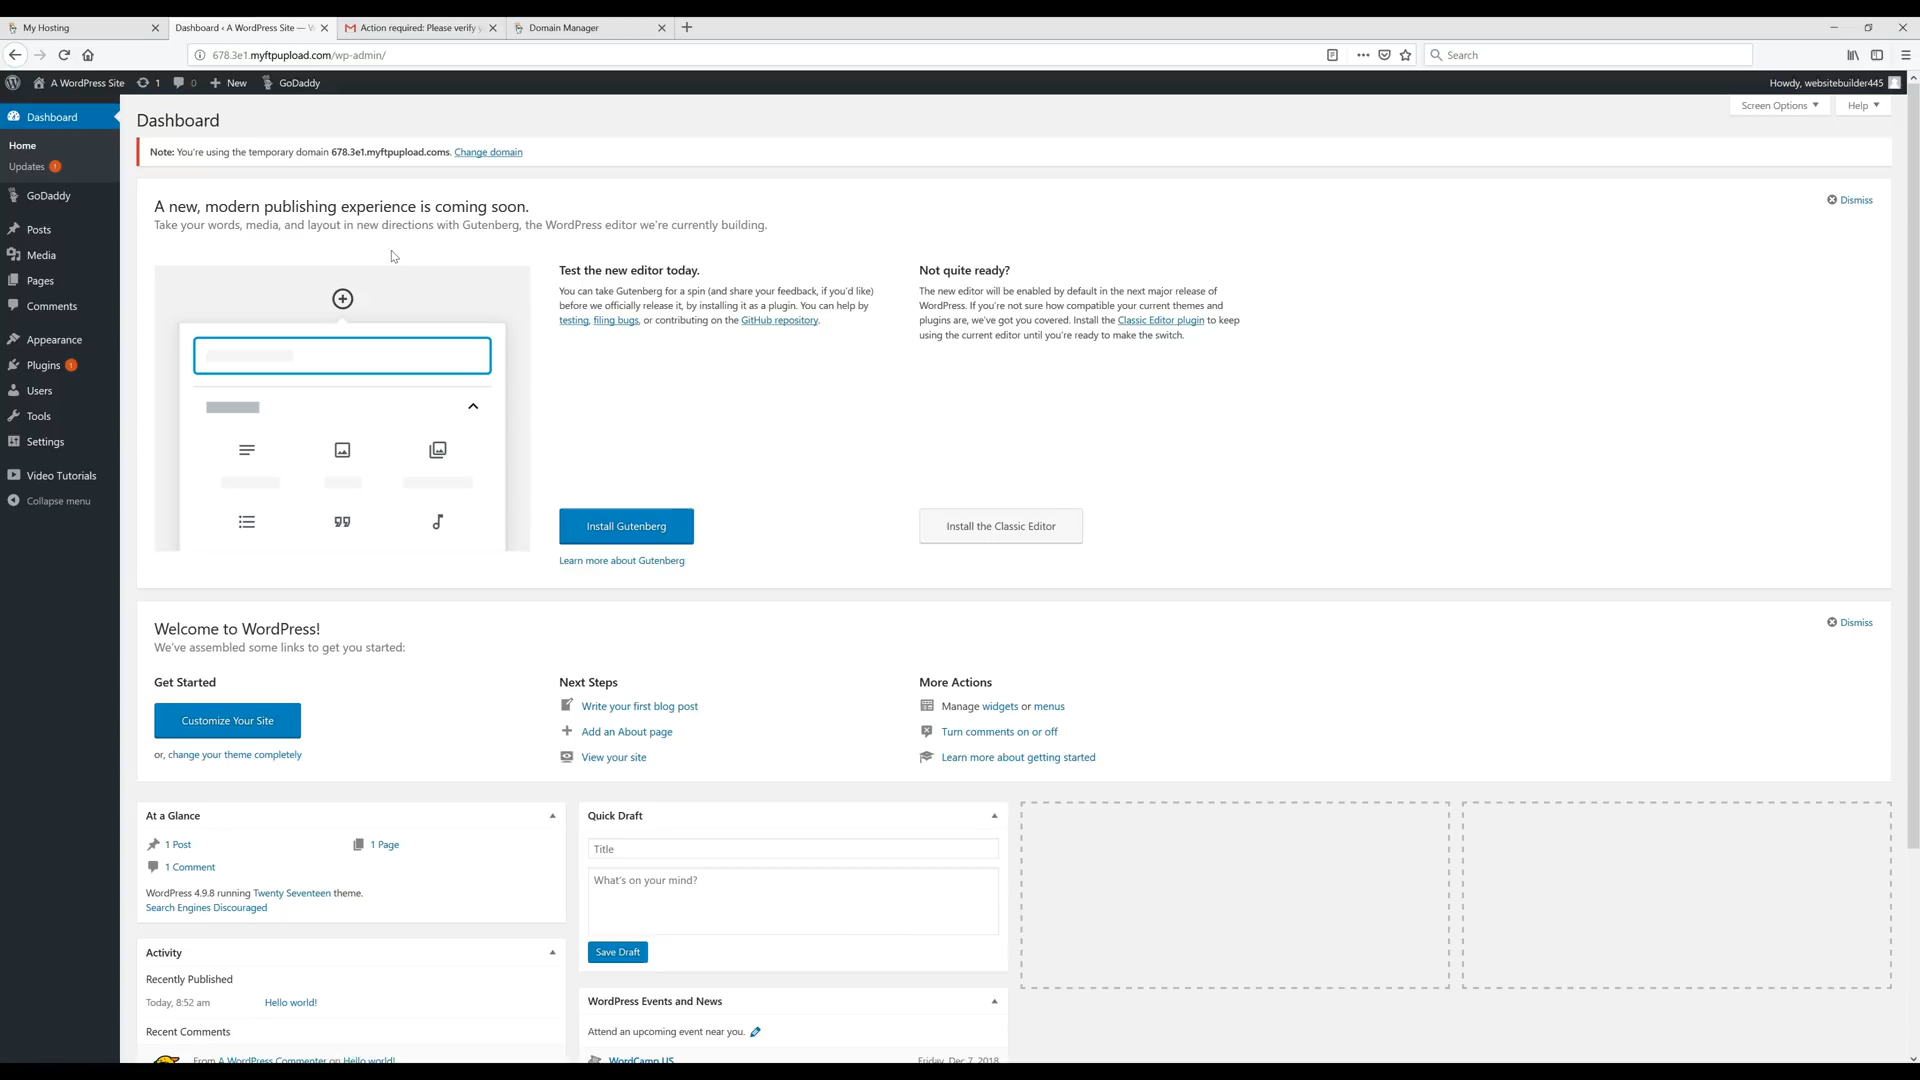 My Hosting
Dashboard ‹ A WordPress Site — W
Action required: Please verify y
Domain Manager
678.3e1.myftpupload.com/wp-admin/
Search
A WordPress Site
1
0
New
GoDaddy
Howdy, websitebuilder445
Screen Options
Help
Dashboard
Home
Updates 1
GoDaddy
Posts
Media
Pages
Comments
Appearance
Plugins 1
Users
Tools
Settings
Video Tutorials
Collapse menu
Dashboard
Note: You're using the temporary domain 678.3e1.myftpupload.coms. Change domain
A new, modern publishing experience is coming soon.
Dismiss
Take your words, media, and layout in new directions with Gutenberg, the WordPress editor we're currently building.
Test the new editor today.
You can take Gutenberg for a spin (and share your feedback, if you'd like)
before we officially release it, by installing it as a plugin. You can help by
testing, filing bugs, or contributing on the GitHub repository.
Install Gutenberg
Learn more about Gutenberg
Not quite ready?
The new editor will be enabled by default in the next major release of
WordPress. If you're not sure how compatible your current themes and
plugins are, we've got you covered. Install the Classic Editor plugin to keep
using the current editor until you're ready to make the switch.
Install the Classic Editor
Welcome to WordPress!
Dismiss
We've assembled some links to get you started:
Get Started
Customize Your Site
or, change your theme completely
Next Steps
Write your first blog post
Add an About page
View your site
More Actions
Manage widgets or menus
Turn comments on or off
Learn more about getting started
At a Glance
1 Post
1 Page
1 Comment
WordPress 4.9.8 running Twenty Seventeen theme.
Search Engines Discouraged
Activity
Recently Published
Today, 8:52 am
Hello world!
Recent Comments
From A WordPress Commenter on Hello world!
Quick Draft
Title
What's on your mind?
Save Draft
WordPress Events and News
Attend an upcoming event near you.
WordCamp US
Friday, Dec 7, 2018